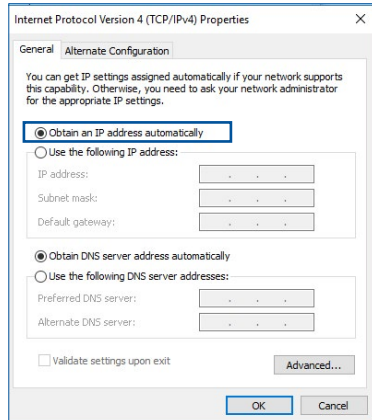 Internet Protocol Version 4 (TCP/IPv4) Properties
General Alternate Configuration
You can get IP settings assigned automatically if your network supports
this capability. Otherwise, you need to ask your network administrator
for the appropriate IP settings.
Obtain an IP address automatically
Use the following IP address:
IP address:
Subnet mask:
Default gateway:
Obtain DNS server address automatically
Use the following DNS server addresses:
Preferred DNS server:
Alternate DNS server:
Validate settings upon exit
Advanced...
OK Cancel